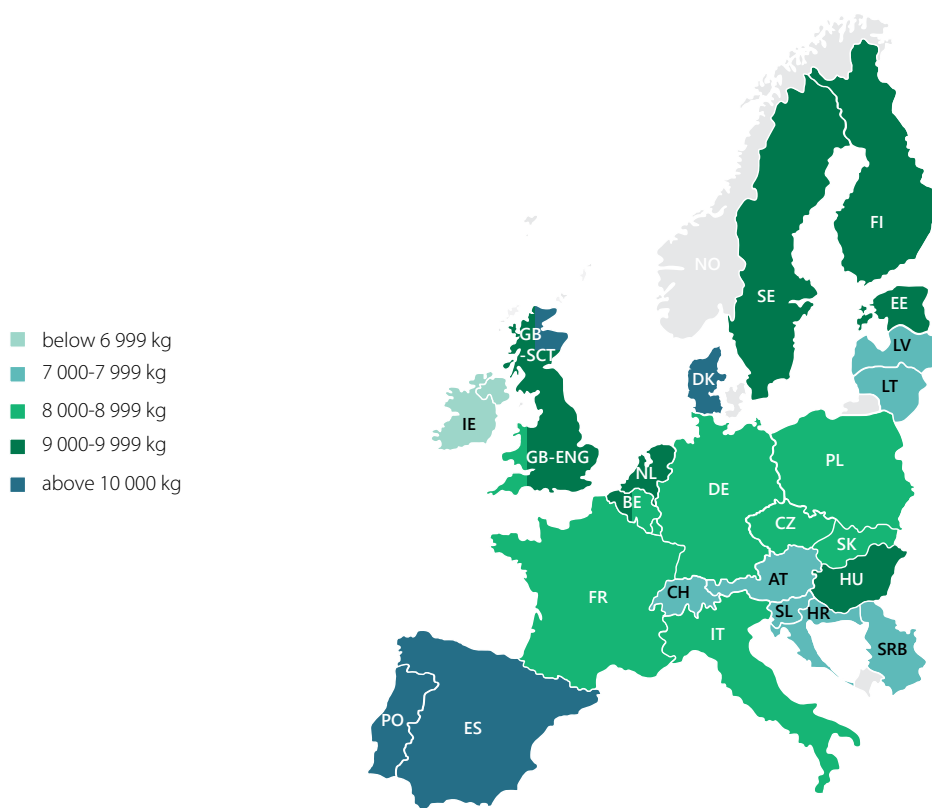 NO
FI
SE
EE
GB
-SCT
LV
below 6 999 kg
7 000-7 999 kg
DK
LT
8 000-8 999 kg
IE
9 000-9 999 kg
GB-ENG
PL
NL
above 10 000 kg
DE
BE
CZ
SK
AT
HU
CH
FR
SL
HR
IT
SRB
PO
ES